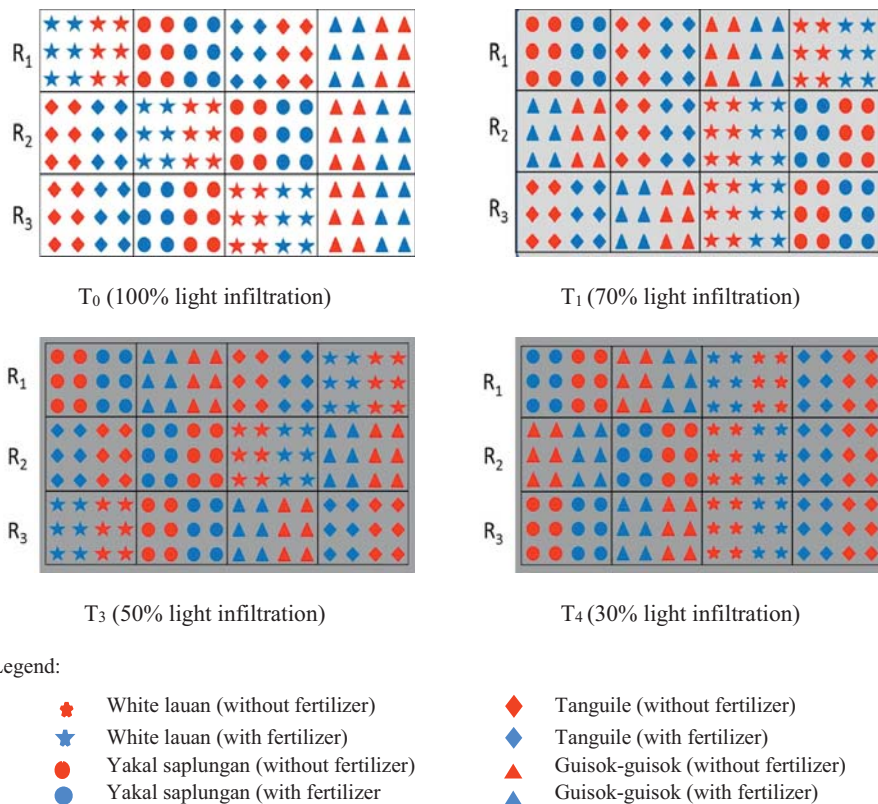 R1
R2
R3
T0 (100% light infiltration)
R1
R2
R3
T1 (70% light infiltration)
R1
R2
R3
T3 (50% light infiltration)
R1
R2
R3
T4 (30% light infiltration)
Legend:
White lauan (without fertilizer)
White lauan (with fertilizer)
Yakal saplungan (without fertilizer)
Yakal saplungan (with fertilizer
Tanguile (without fertilizer)
Tanguile (with fertilizer)
Guisok-guisok (without fertilizer)
Guisok-guisok (with fertilizer)